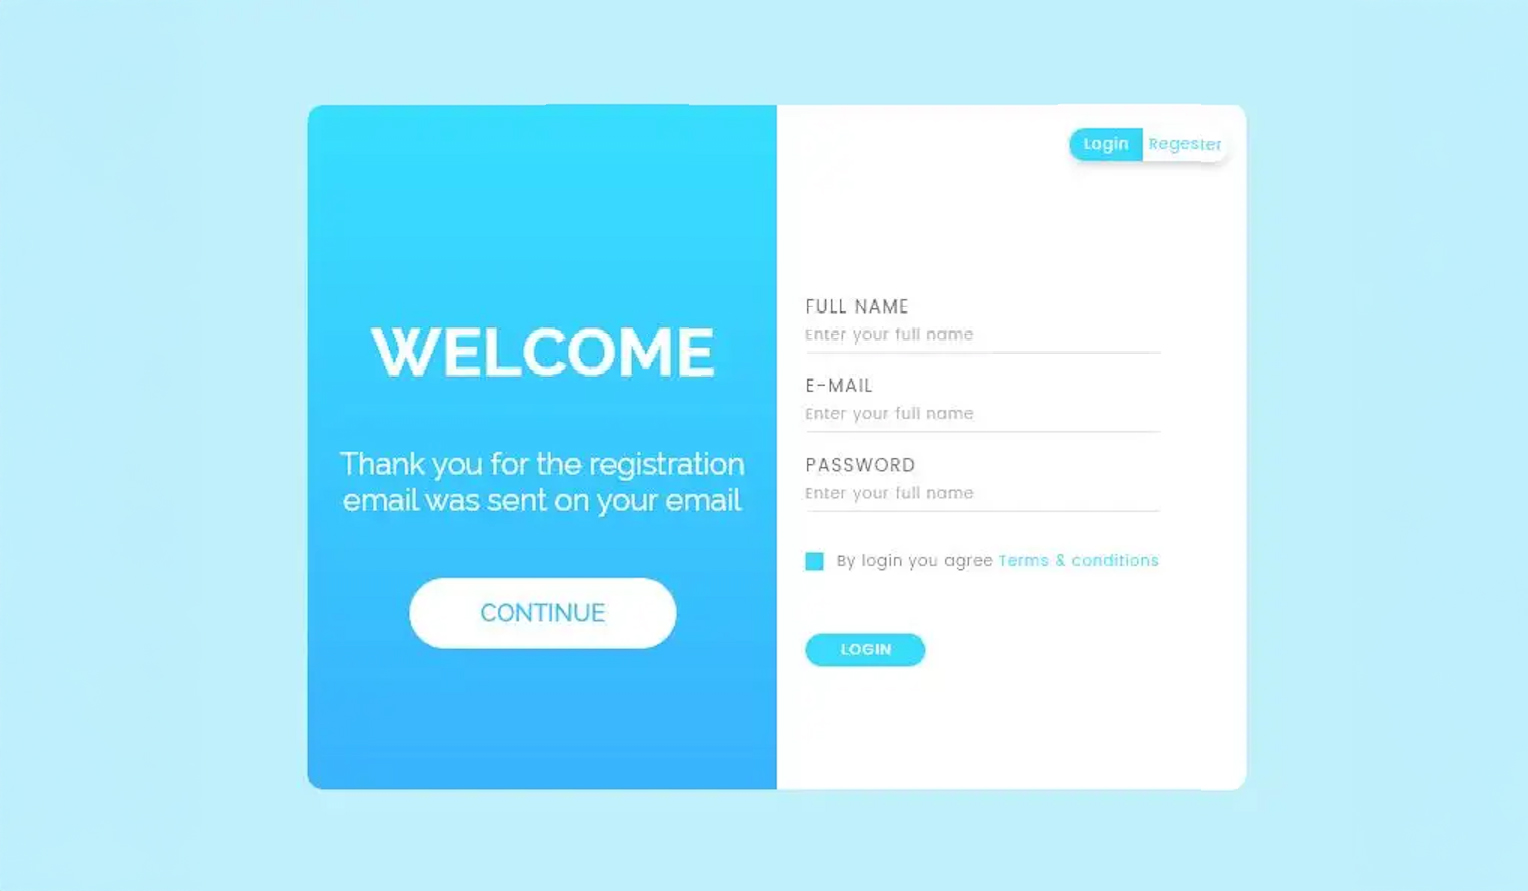 WELCOME
Thank you for the registration
email was sent on your email
CONTINUE
Login Regester
FULL NAME
Enter your full name
E-MAIL
Enter your full name
PASSWORD
Enter your full name
By login you agree Terms & conditions
LOGIN